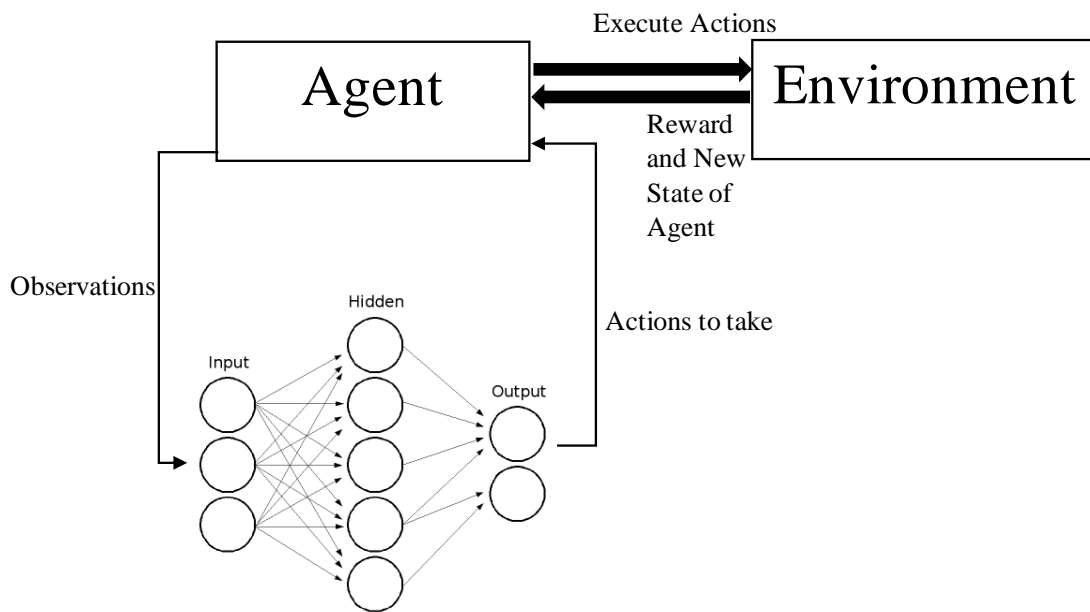 Execute Actions
Agent
Environment
Reward
and New
State of
Agent
Observations
Hidden
Actions to take
Input
Output